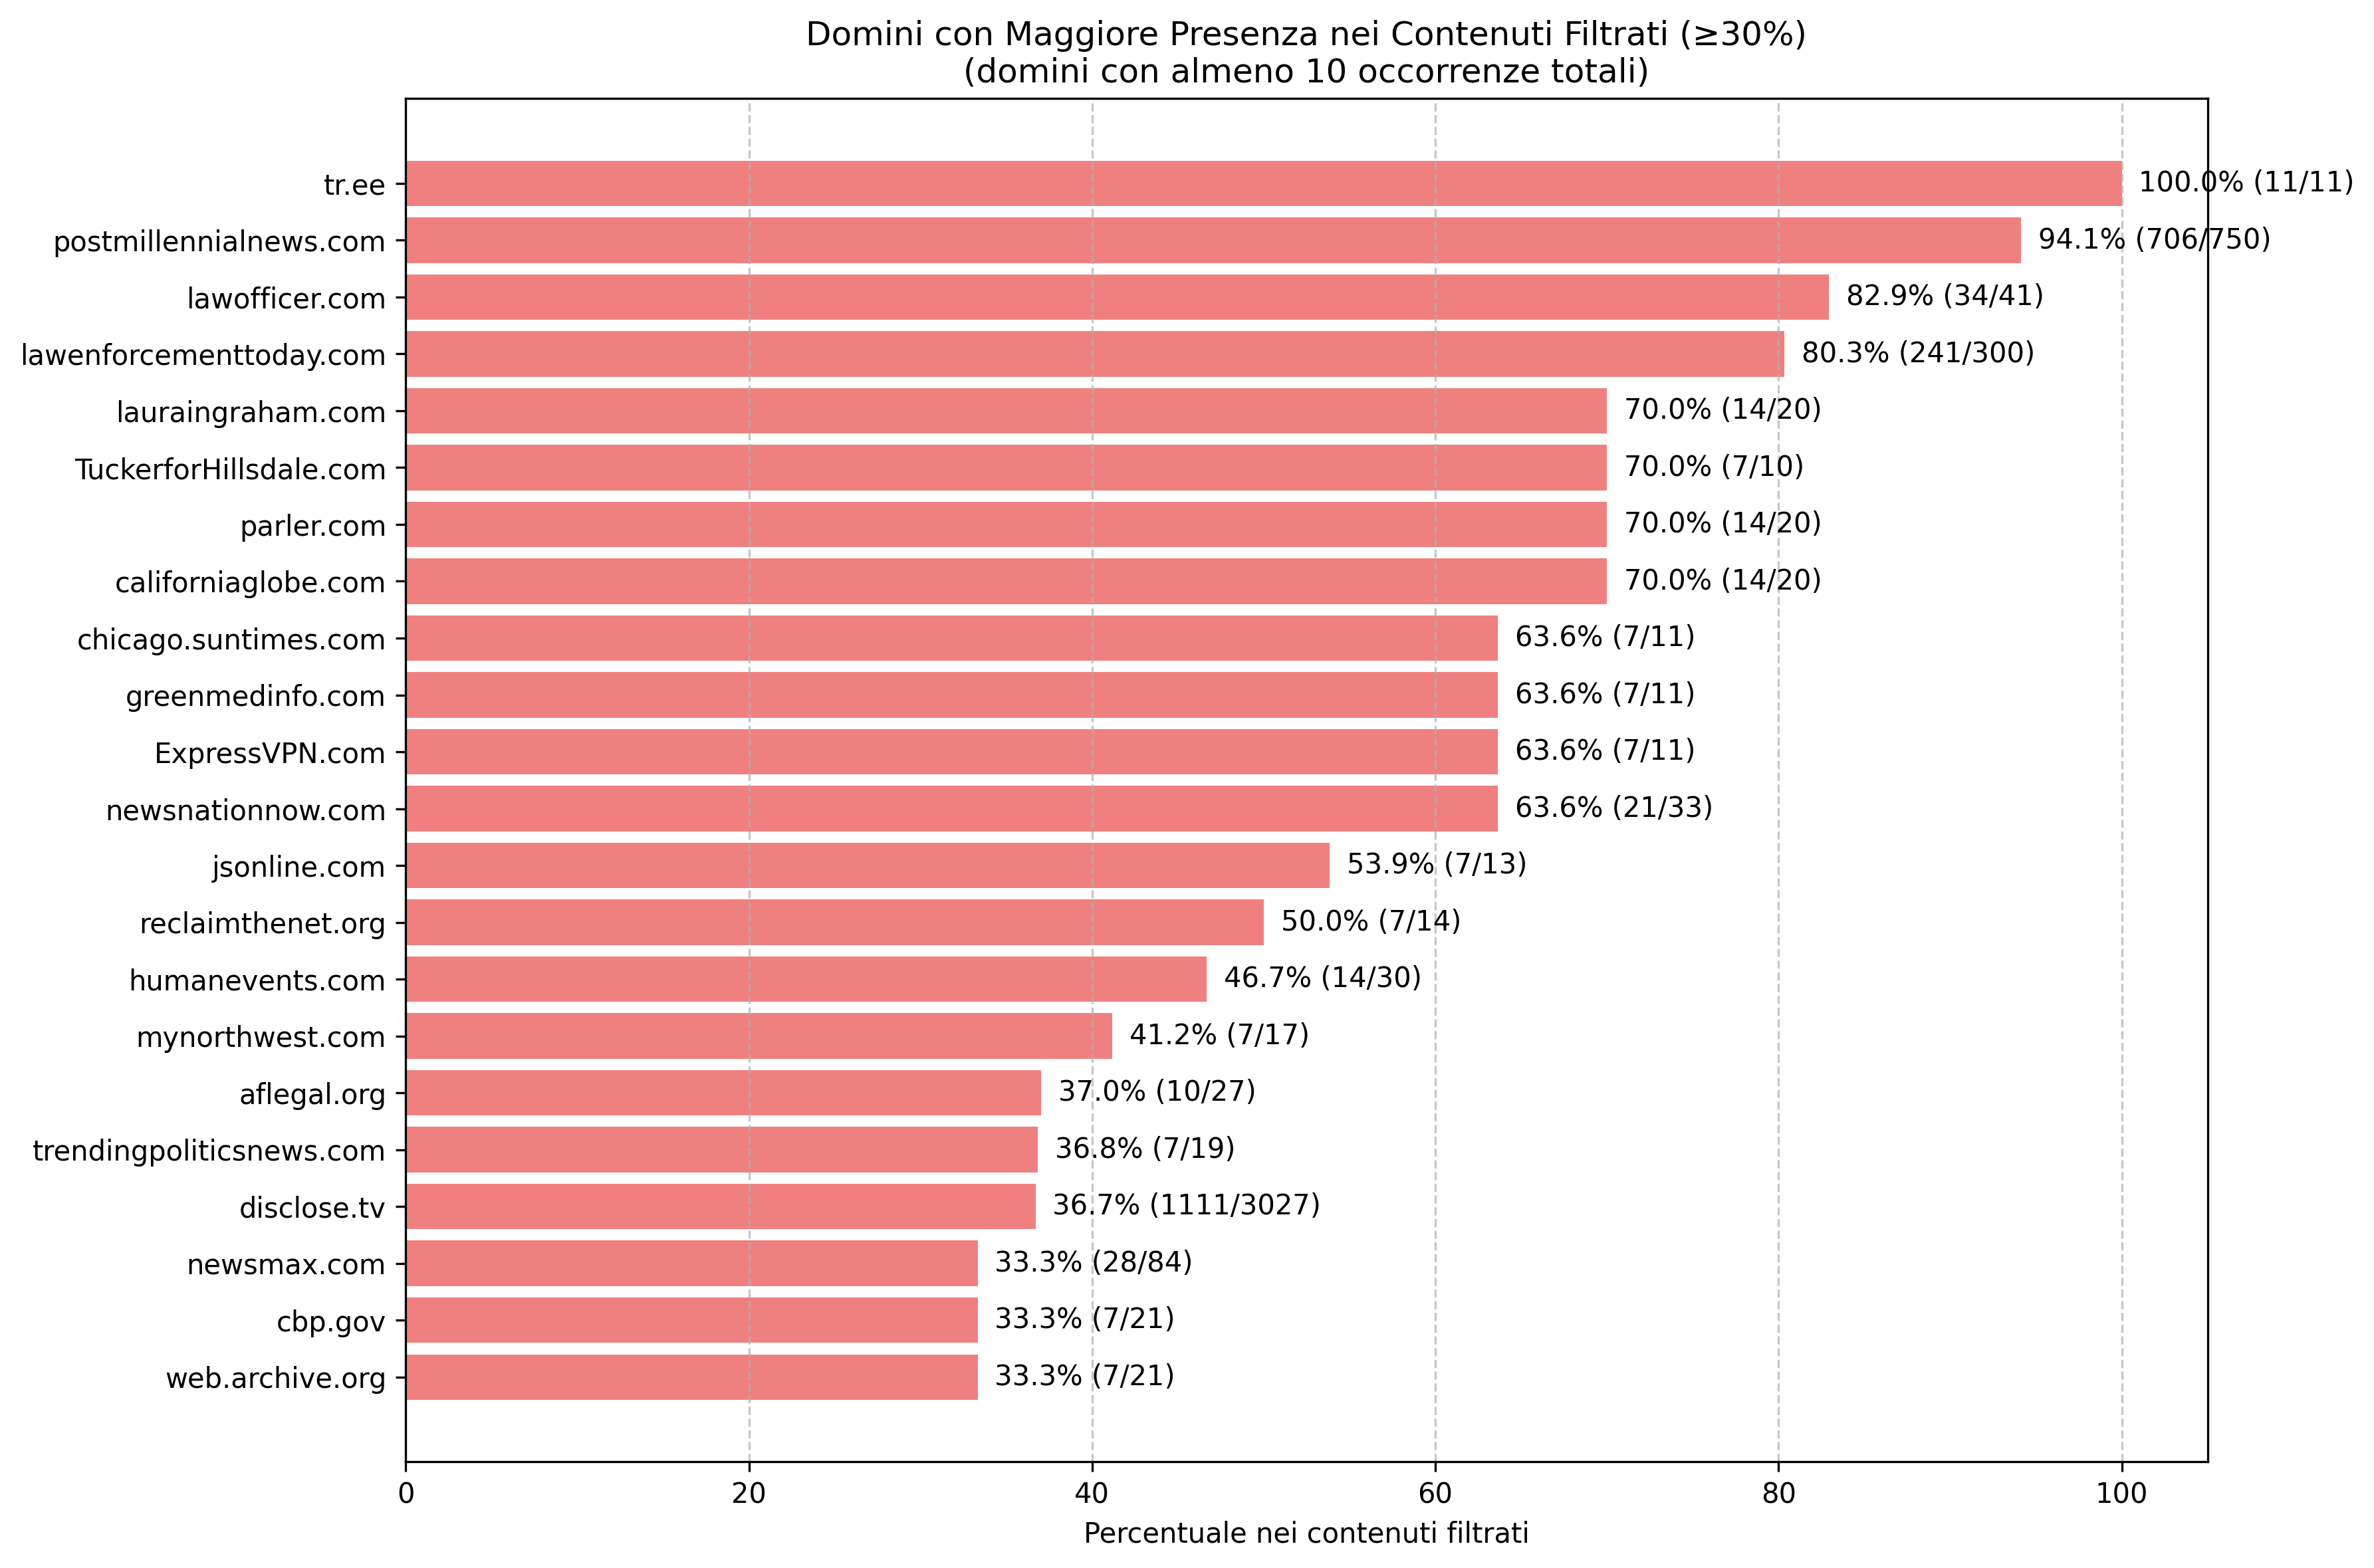 Domini con Maggiore Presenza nei Contenuti Filtrati (≥30%)
(domini con almeno 10 occorrenze totali)
tr.ee 100.0% (11/11)
postmillennialnews.com 94.1% (706/750)
lawofficer.com 82.9% (34/41)
lawenforcementtoday.com 80.3% (241/300)
lauraingraham.com 70.0% (14/20)
TuckerforHillsdale.com 70.0% (7/10)
parler.com 70.0% (14/20)
californiaglobe.com 70.0% (14/20)
chicago.suntimes.com 63.6% (7/11)
greenmedinfo.com 63.6% (7/11)
ExpressVPN.com 63.6% (7/11)
newsnationnow.com 63.6% (21/33)
jsonline.com 53.9% (7/13)
reclaimthenet.org 50.0% (7/14)
humanevents.com 46.7% (14/30)
mynorthwest.com 41.2% (7/17)
aflegal.org 37.0% (10/27)
trendingpoliticsnews.com 36.8% (7/19)
disclose.tv 36.7% (1111/3027)
newsmax.com 33.3% (28/84)
cbp.gov 33.3% (7/21)
web.archive.org 33.3% (7/21)
0 20 40 60 80 100
Percentuale nei contenuti filtrati